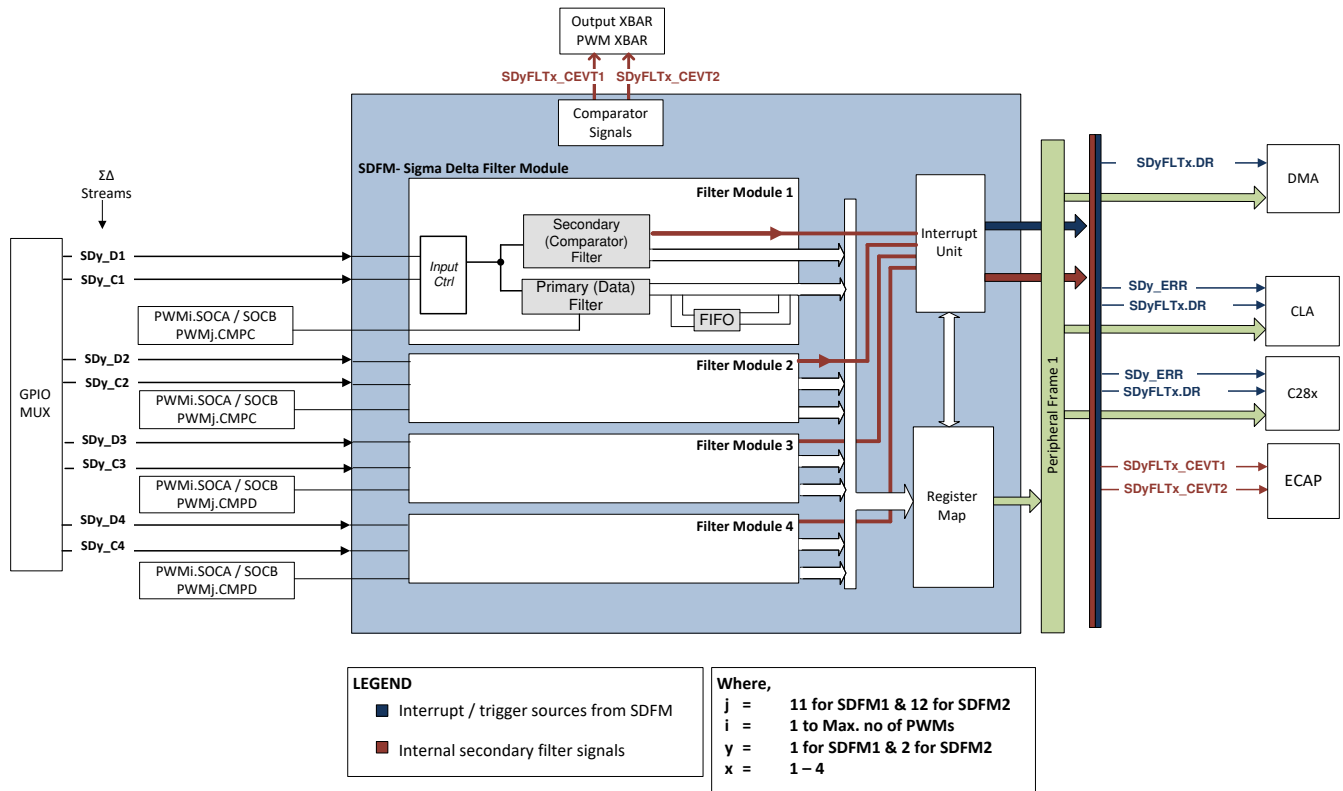 Output XBAR
PWM XBAR
SDyFLTx_CEVT1
SDyFLTx_CEVT2
Comparator
Signals
SDFM- Sigma Delta Filter Module
ΣΔ
Streams
GPIO
MUX
SDy_D1
SDy_C1
PWMi.SOCA / SOCB
PWMj.CMPC
SDy_D2
SDy_C2
PWMi.SOCA / SOCB
PWMj.CMPC
SDy_D3
SDy_C3
PWMi.SOCA / SOCB
PWMj.CMPD
SDy_D4
SDy_C4
PWMi.SOCA / SOCB
PWMj.CMPD
Filter Module 1
Input
Ctrl
Secondary
(Comparator)
Filter
Primary (Data)
Filter
FIFO
Filter Module 2
Filter Module 3
Filter Module 4
Interrupt
Unit
Register
Map
Peripheral Frame 1
SDyFLTx.DR
DMA
SDy_ERR
SDyFLTx.DR
CLA
SDy_ERR
SDyFLTx.DR
C28x
SDyFLTx_CEVT1
SDyFLTx_CEVT2
ECAP
LEGEND
Interrupt / trigger sources from SDFM
Internal secondary filter signals
Where,
j = 11 for SDFM1 & 12 for SDFM2
i = 1 to Max. no of PWMs
y = 1 for SDFM1 & 2 for SDFM2
x = 1 – 4